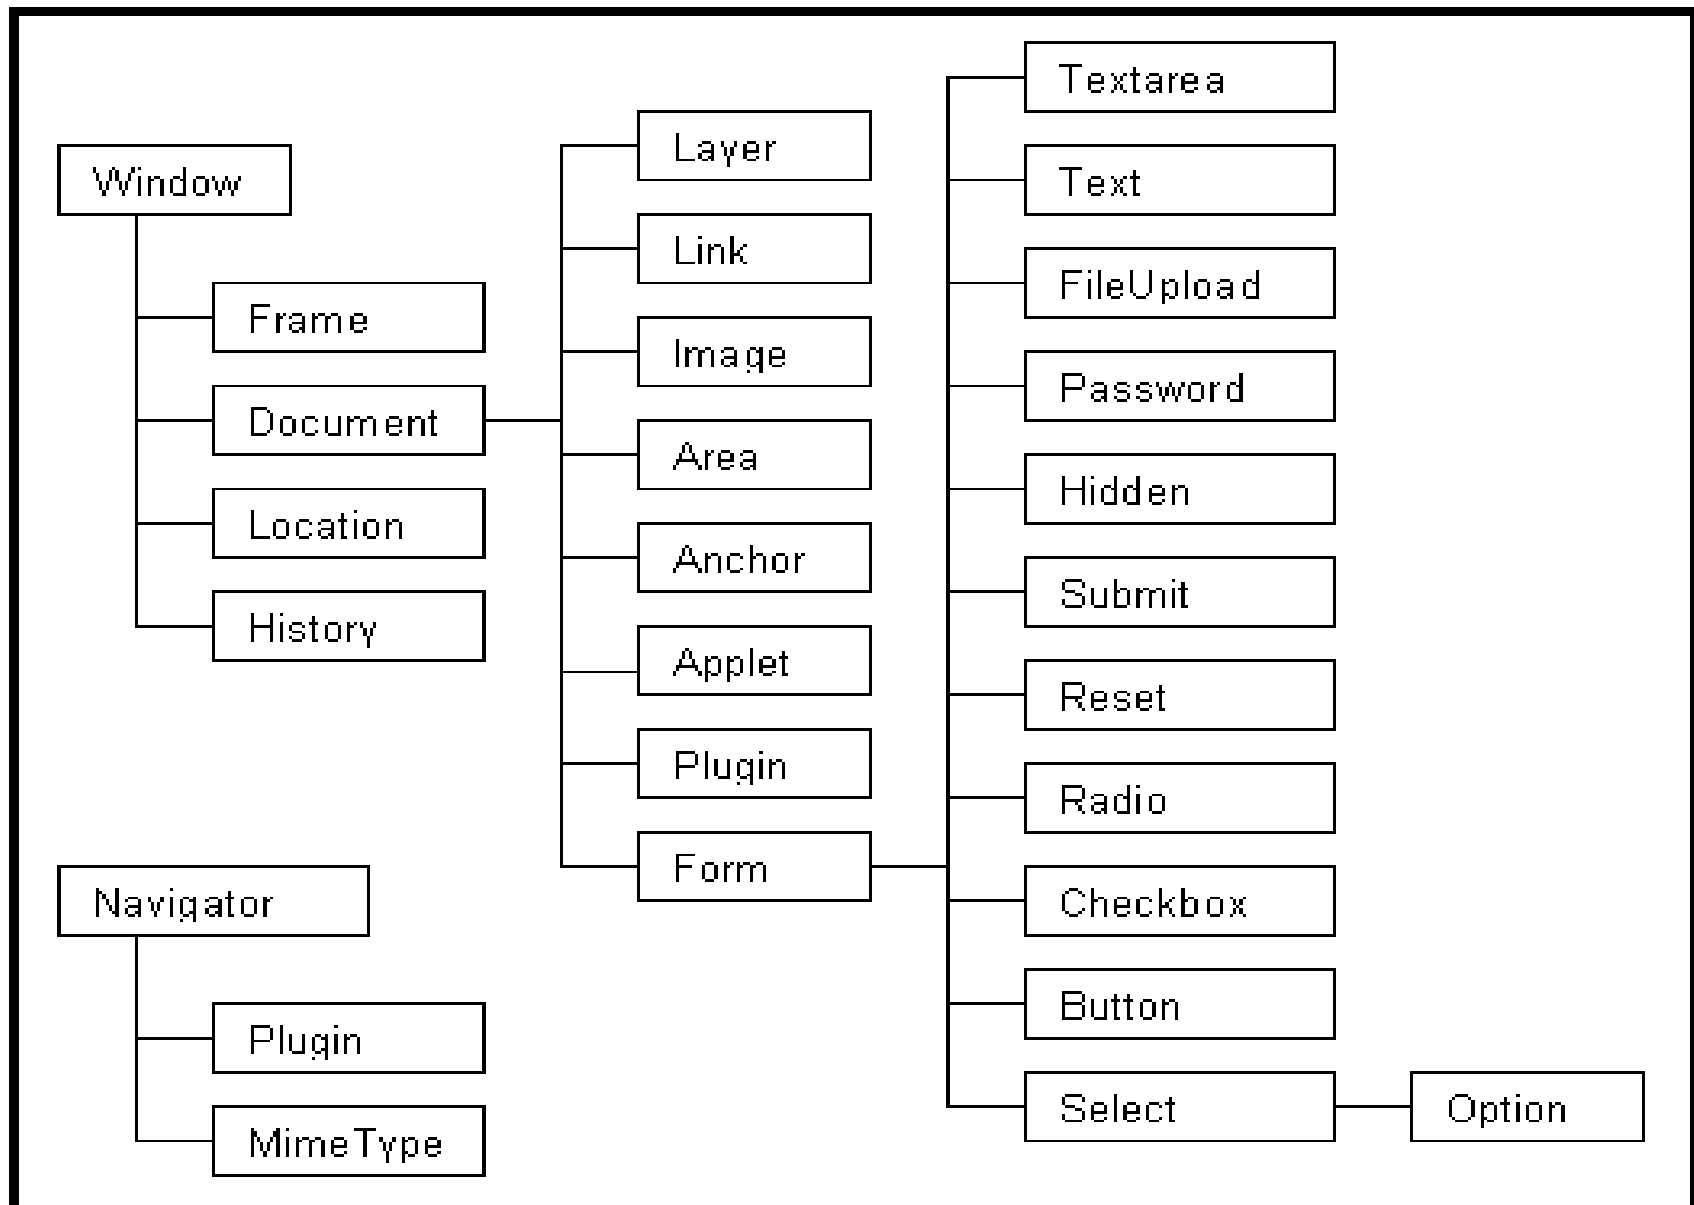 Window
Frame
Document
Location
History
Navigator
Plugin
MimeType
Layer
Link
Image
Area
Anchor
Applet
Plugin
Form
Textarea
Text
FileUpload
Password
Hidden
Submit
Reset
Radio
Checkbox
Button
Select
Option